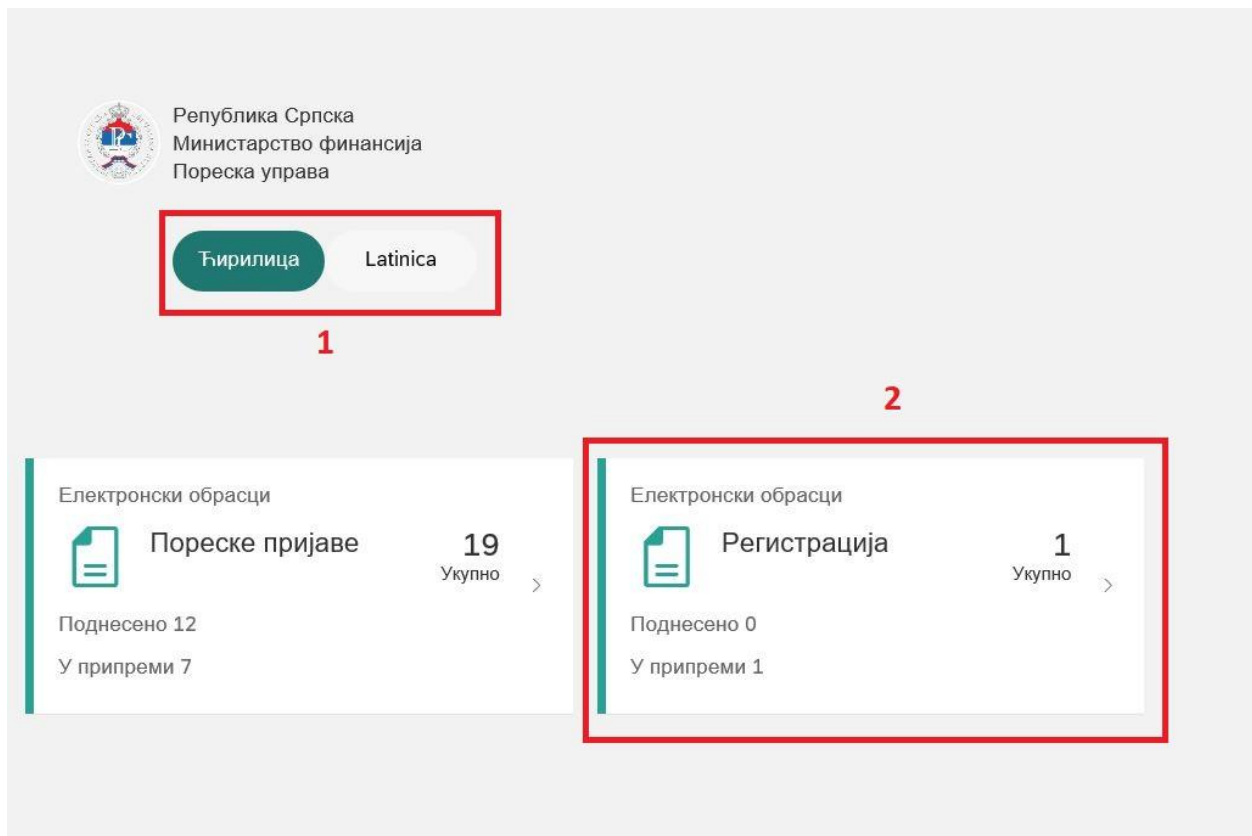 Република Српска
Министарство финансија
Пореска управа
Ћирилица Latinica
1
2
Електронски обрасци
Пореске пријаве 19
Укупно
Поднесено 12
У припреми 7
Електронски обрасци
Регистрација 1
Укупно
Поднесено 0
У припреми 1